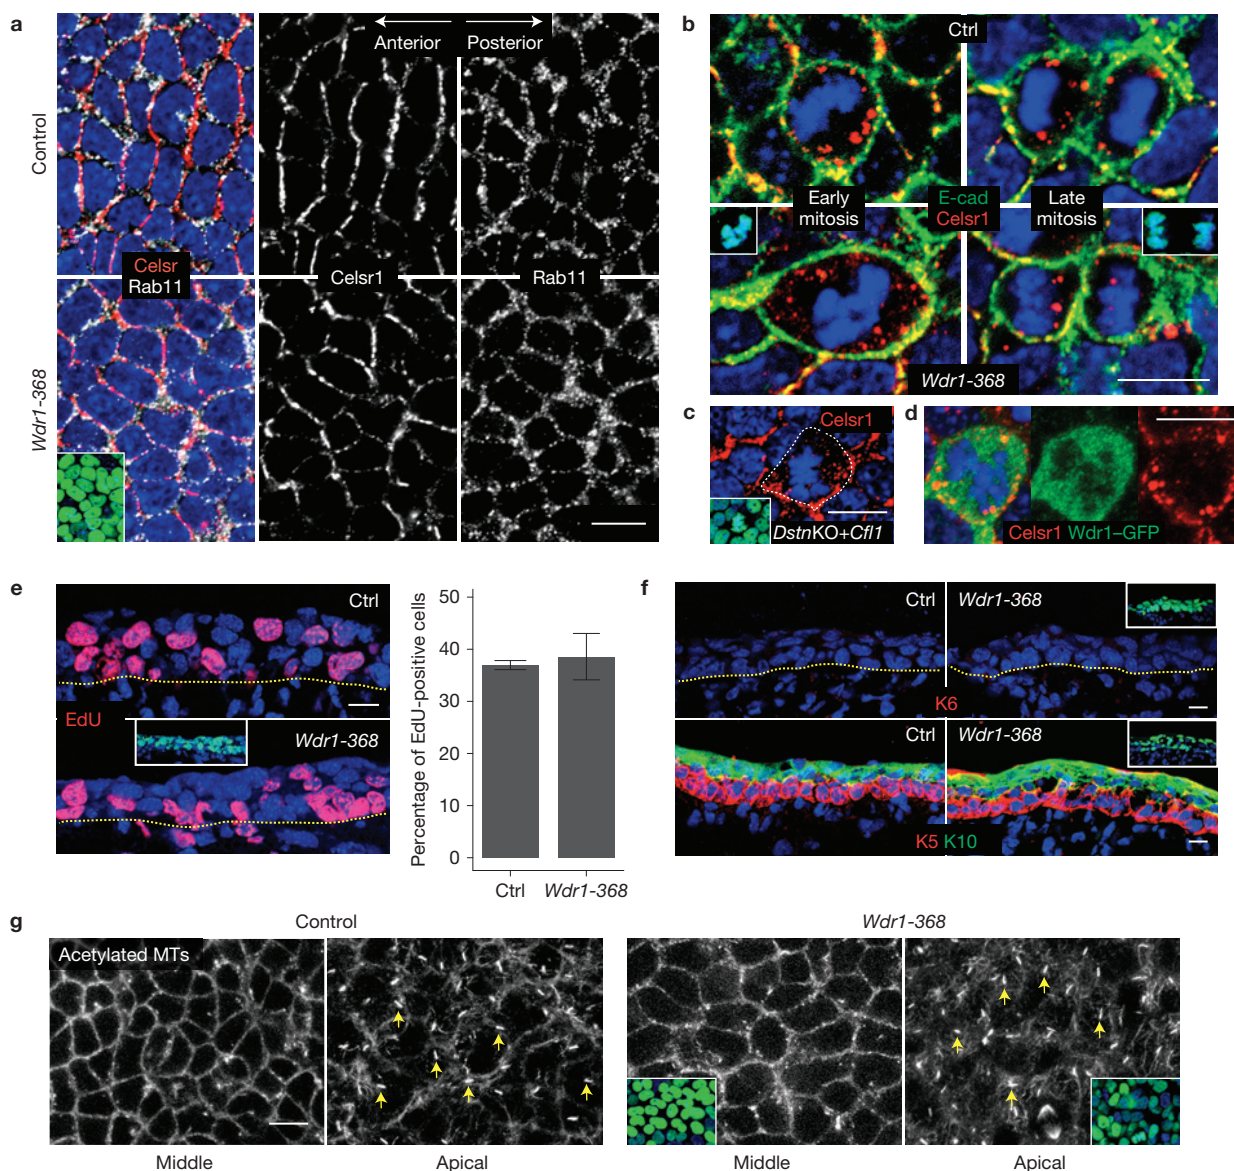 a
Anterior
Posterior
Control
Celsr
Rab11
Celsr1
Rab11
Wdr1-368
b
Ctrl
Early
mitosis
E-cad
Celsr1
Late
mitosis
Wdr1-368
c
Celsr1
DstnKO+Cfl1
d
Celsr1 Wdr1–GFP
e
Ctrl
EdU
Wdr1-368
Percentage of EdU-positive cells
50
40
30
20
10
0
Ctrl
Wdr1-368
f
Ctrl
Wdr1-368
K6
Ctrl
Wdr1-368
K5 K10
g
Control
Wdr1-368
Acetylated MTs
Middle
Apical
Middle
Apical